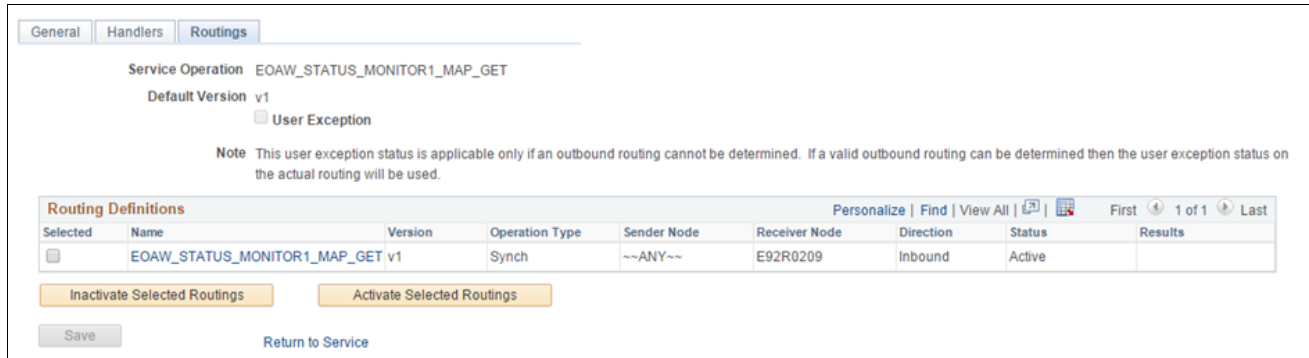 General Handlers Routings
Service Operation EOAW_STATUS_MONITOR1_MAP_GET
Default Version v1
User Exception
Note This user exception status is applicable only if an outbound routing cannot be determined. If a valid outbound routing can be determined then the user exception status on
the actual routing will be used.
Routing Definitions Personalize | Find | View All | | First 1 of 1 Last
Selected Name Version Operation Type Sender Node Receiver Node Direction Status Results
EOAW_STATUS_MONITOR1_MAP_GET v1 Synch ~~ANY~~ E92R0209 Inbound Active
Inactivate Selected Routings Activate Selected Routings
Save Return to Service